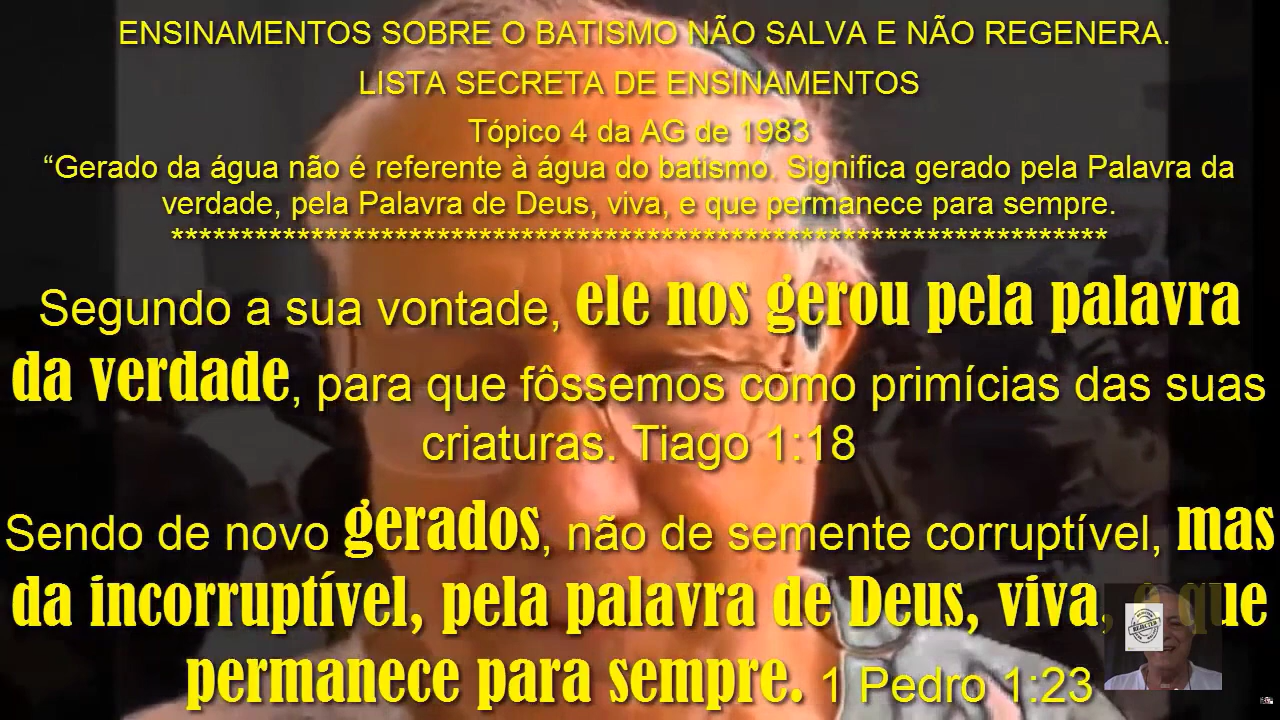 ENSINAMENTOS SOBRE O BATISMO NÃO SALVA E NÃO REGENERA.
LISTA SECRETA DE ENSINAMENTOS
Tópico 4 da AG de 1983
“Gerado da água não é referente à água do batismo. Significa gerado pela Palavra da
verdade, pela Palavra de Deus, viva, e que permanece para sempre.
*******************************************************************
Segundo a sua vontade, ele nos gerou pela palavra
da verdade, para que fôssemos como primícias das suas
criaturas. Tiago 1:18
Sendo de novo gerados, não de semente corruptível, mas
da incorruptível, pela palavra de Deus, viva, e que
permanece para sempre. 1 Pedro 1:23
REJECTED